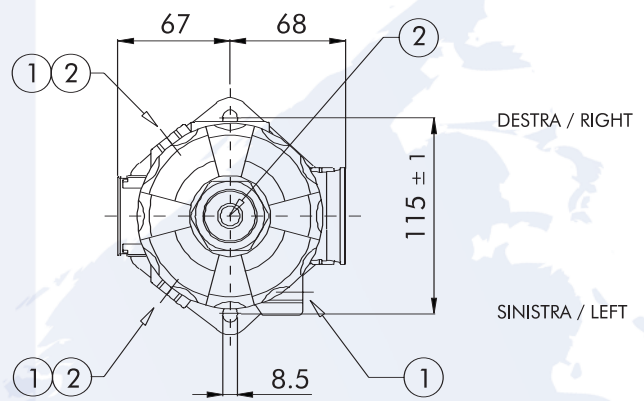 67 68
2
1 2
DESTRA / RIGHT
115 ± 1
SINISTRA / LEFT
1 2
8.5
1